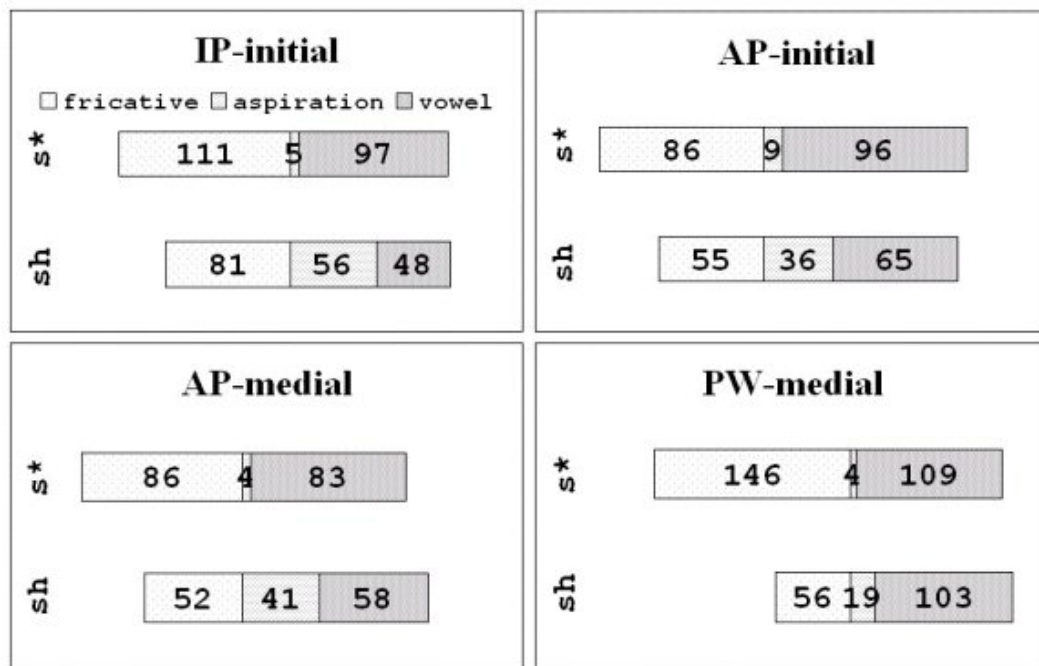 IP-initial
fricative aspiration vowel
s* 111 5 97
sh 81 56 48
AP-initial
s* 86 9 96
sh 55 36 65
AP-medial
s* 86 4 83
sh 52 41 58
PW-medial
s* 146 4 109
sh 56 19 103